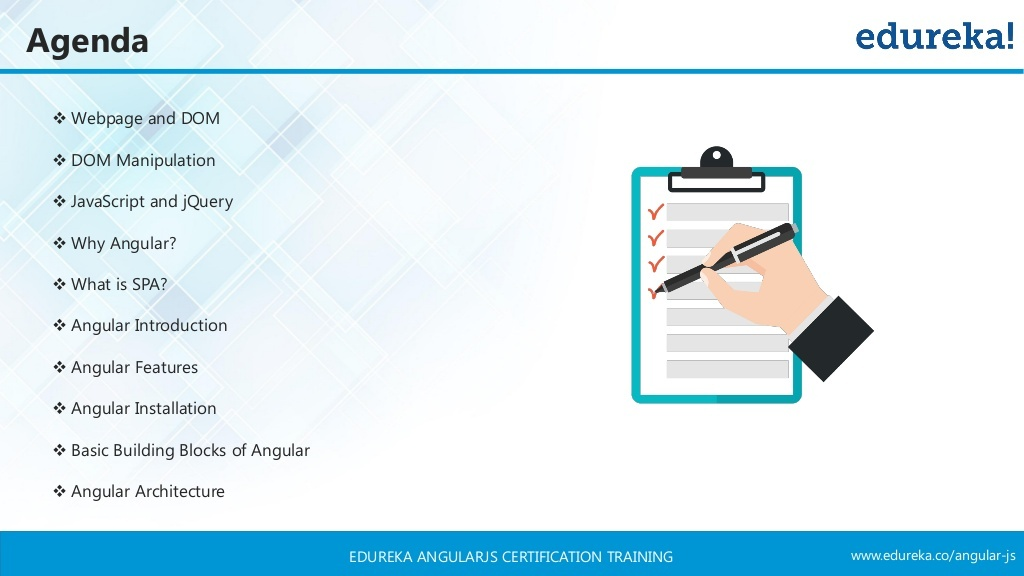 Agenda
edureka!
❖ Webpage and DOM
❖ DOM Manipulation
❖ JavaScript and jQuery
❖ Why Angular?
❖ What is SPA?
❖ Angular Introduction
❖ Angular Features
❖ Angular Installation
❖ Basic Building Blocks of Angular
❖ Angular Architecture
EDUREKA ANGULARJS CERTIFICATION TRAINING
www.edureka.co/angular-js